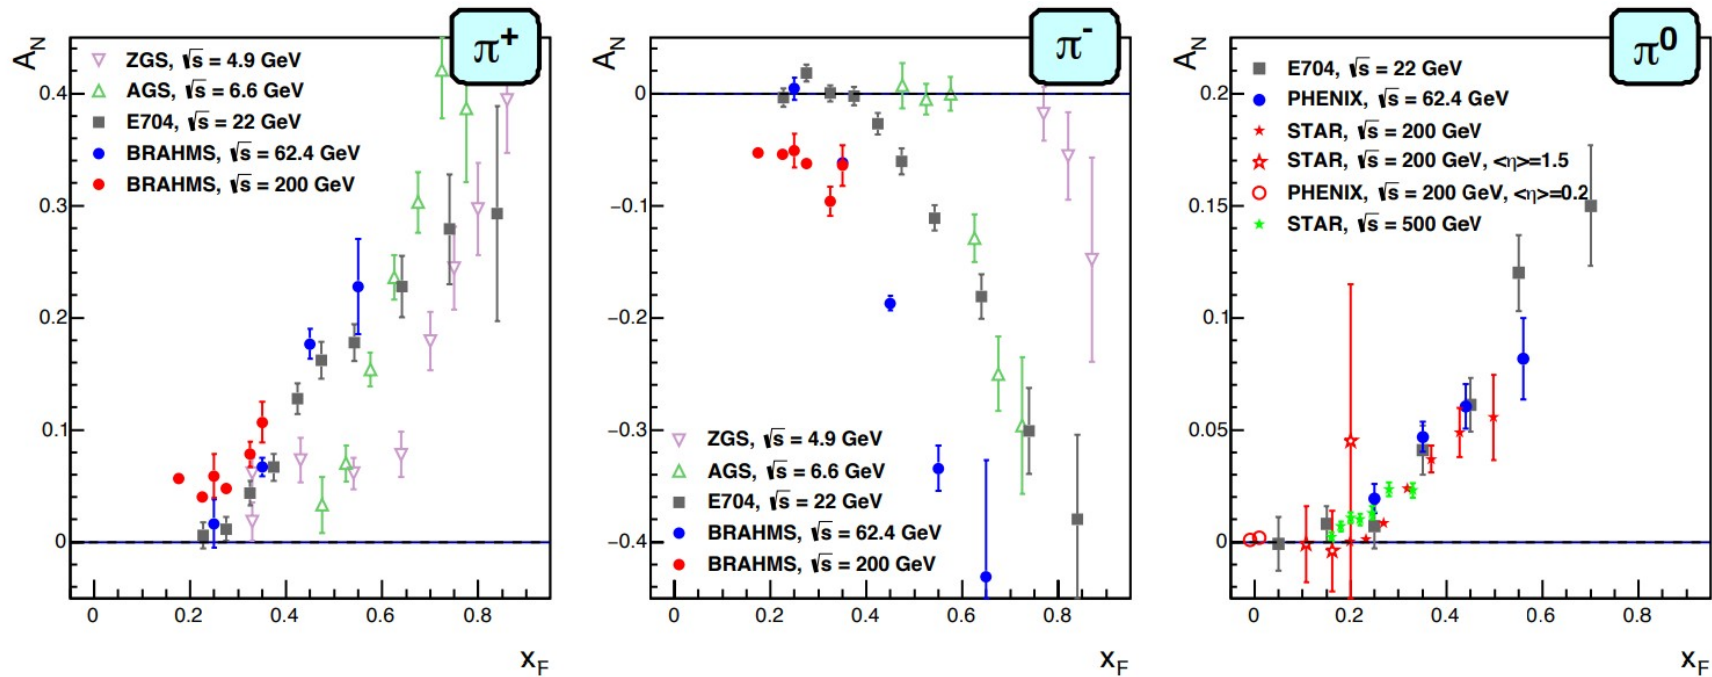 π+
A_N
ZGS, √s = 4.9 GeV
AGS, √s = 6.6 GeV
E704, √s = 22 GeV
BRAHMS, √s = 62.4 GeV
BRAHMS, √s = 200 GeV
0.4
0.3
0.2
0.1
0
0 0.2 0.4 0.6 0.8
x_F
π-
A_N
0
−0.1
−0.2
−0.3
−0.4
ZGS, √s = 4.9 GeV
AGS, √s = 6.6 GeV
E704, √s = 22 GeV
BRAHMS, √s = 62.4 GeV
BRAHMS, √s = 200 GeV
0 0.2 0.4 0.6 0.8
x_F
π0
A_N
E704, √s = 22 GeV
PHENIX, √s = 62.4 GeV
STAR, √s = 200 GeV
STAR, √s = 200 GeV, <η>=1.5
PHENIX, √s = 200 GeV, <η>=0.2
STAR, √s = 500 GeV
0.2
0.15
0.1
0.05
0
0 0.2 0.4 0.6 0.8
x_F